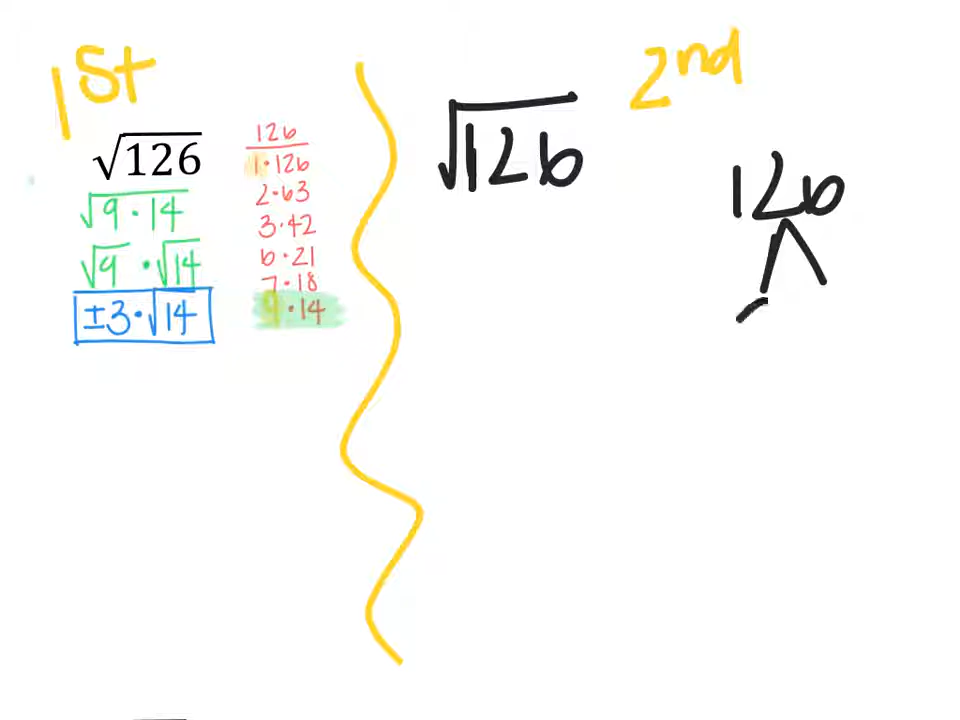 1st
√126
√9 · 14
√9 · √14
±3 · √14
126
1 · 126
2 · 63
3 · 42
6 · 21
7 · 18
9 · 14
2nd
√126
126